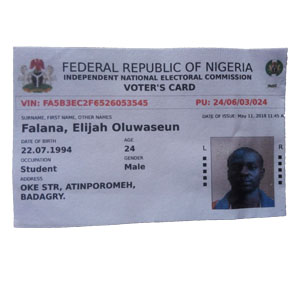 FEDERAL REPUBLIC OF NIGERIA
INDEPENDENT NATIONAL ELECTORAL COMMISSION
VOTER'S CARD
VIN: FA5B3EC2F6526053545 PU: 24/06/03/024
SURNAME, FIRST NAME, OTHER NAMES DATE OF ISSUE: May 11, 2018 11:45 A
Falana, Elijah Oluwaseun
DATE OF BIRTH AGE
22.07.1994 24
OCCUPATION GENDER
Student Male
ADDRESS
OKE STR, ATINPOROMEH,
BADAGRY.
L R